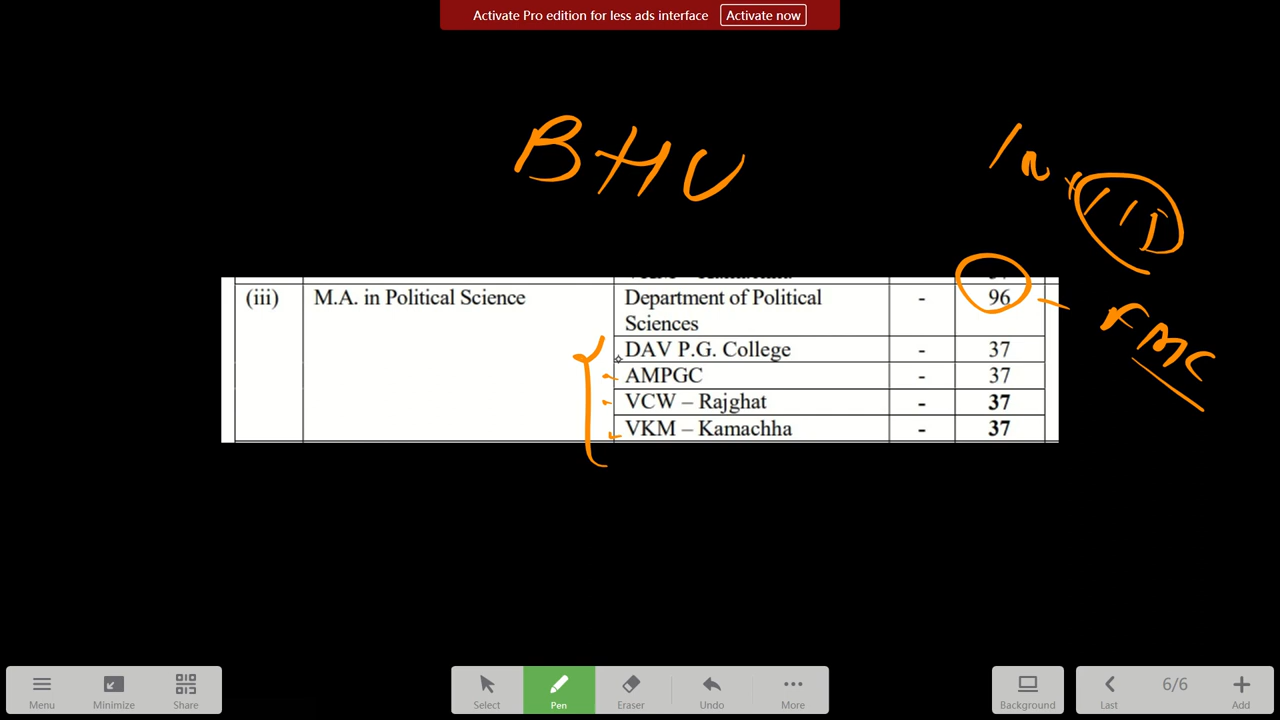 Activate Pro edition for less ads interface Activate now
BHU
(iii) M.A. in Political Science Department of Political Sciences - 96
FMC
DAV P.G. College - 37
AMPGC - 37
VCW – Rajghat - 37
VKM – Kamachha - 37
Menu Minimize Share Select Pen Eraser Undo More Background Last 6/6 Add